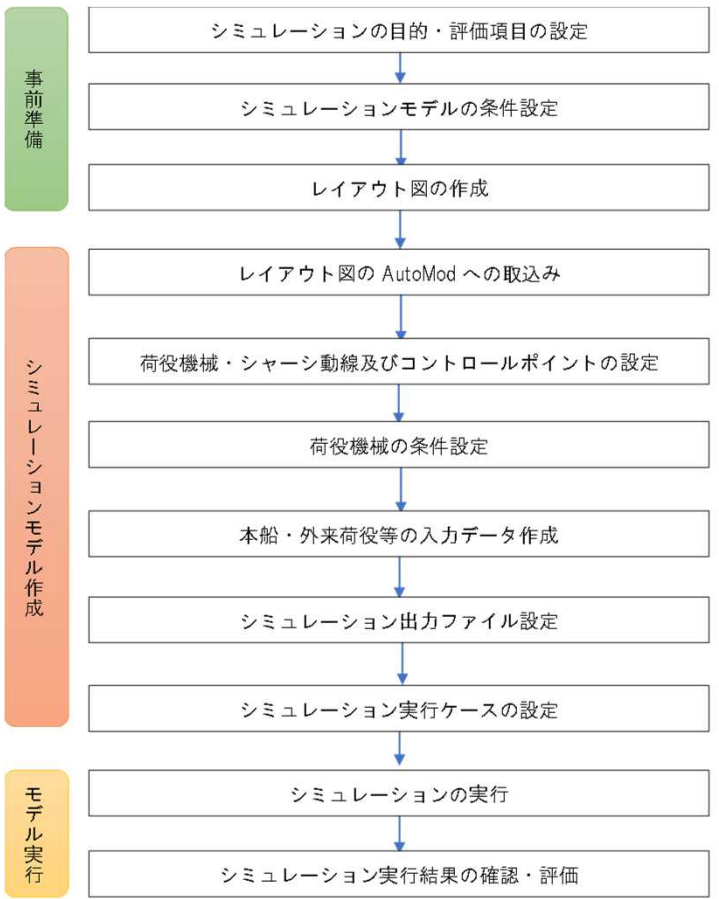 事前準備
シミュレーションの目的・評価項目の設定
シミュレーションモデルの条件設定
レイアウト図の作成
シミュレーションモデル作成
レイアウト図の AutoMod への取込み
荷役機械・シャーシ動線及びコントロールポイントの設定
荷役機械の条件設定
本船・外来荷役等の入力データ作成
シミュレーション出力ファイル設定
シミュレーション実行ケースの設定
モデル実行
シミュレーションの実行
シミュレーション実行結果の確認・評価